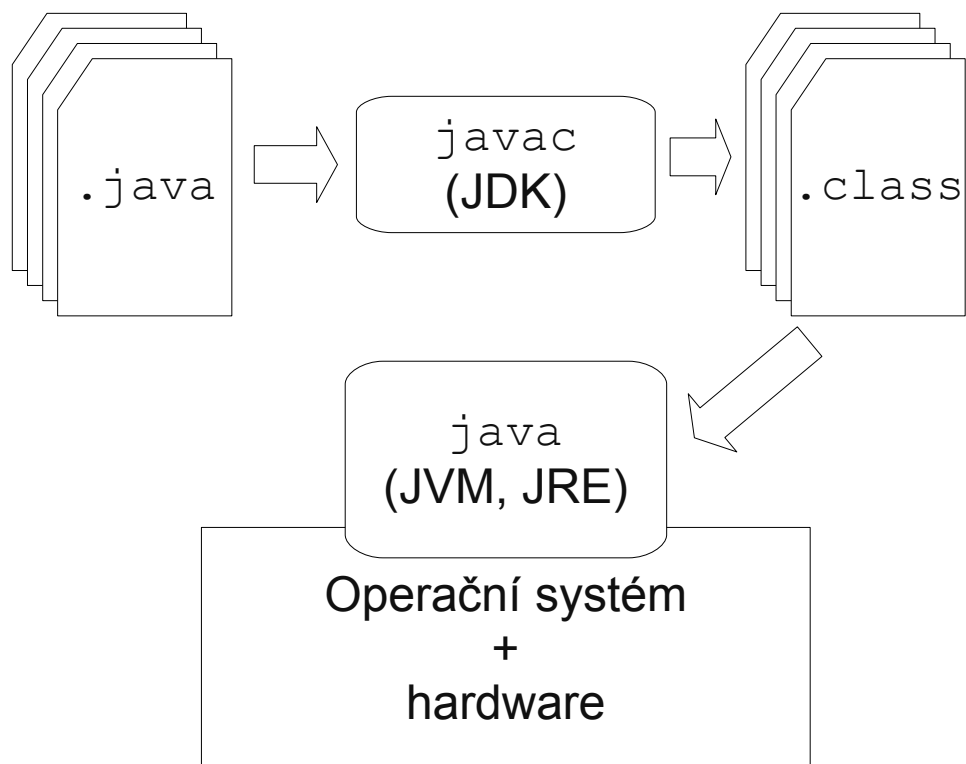 .java
javac
(JDK)
.class
java
(JVM, JRE)
Operační systém
+
hardware